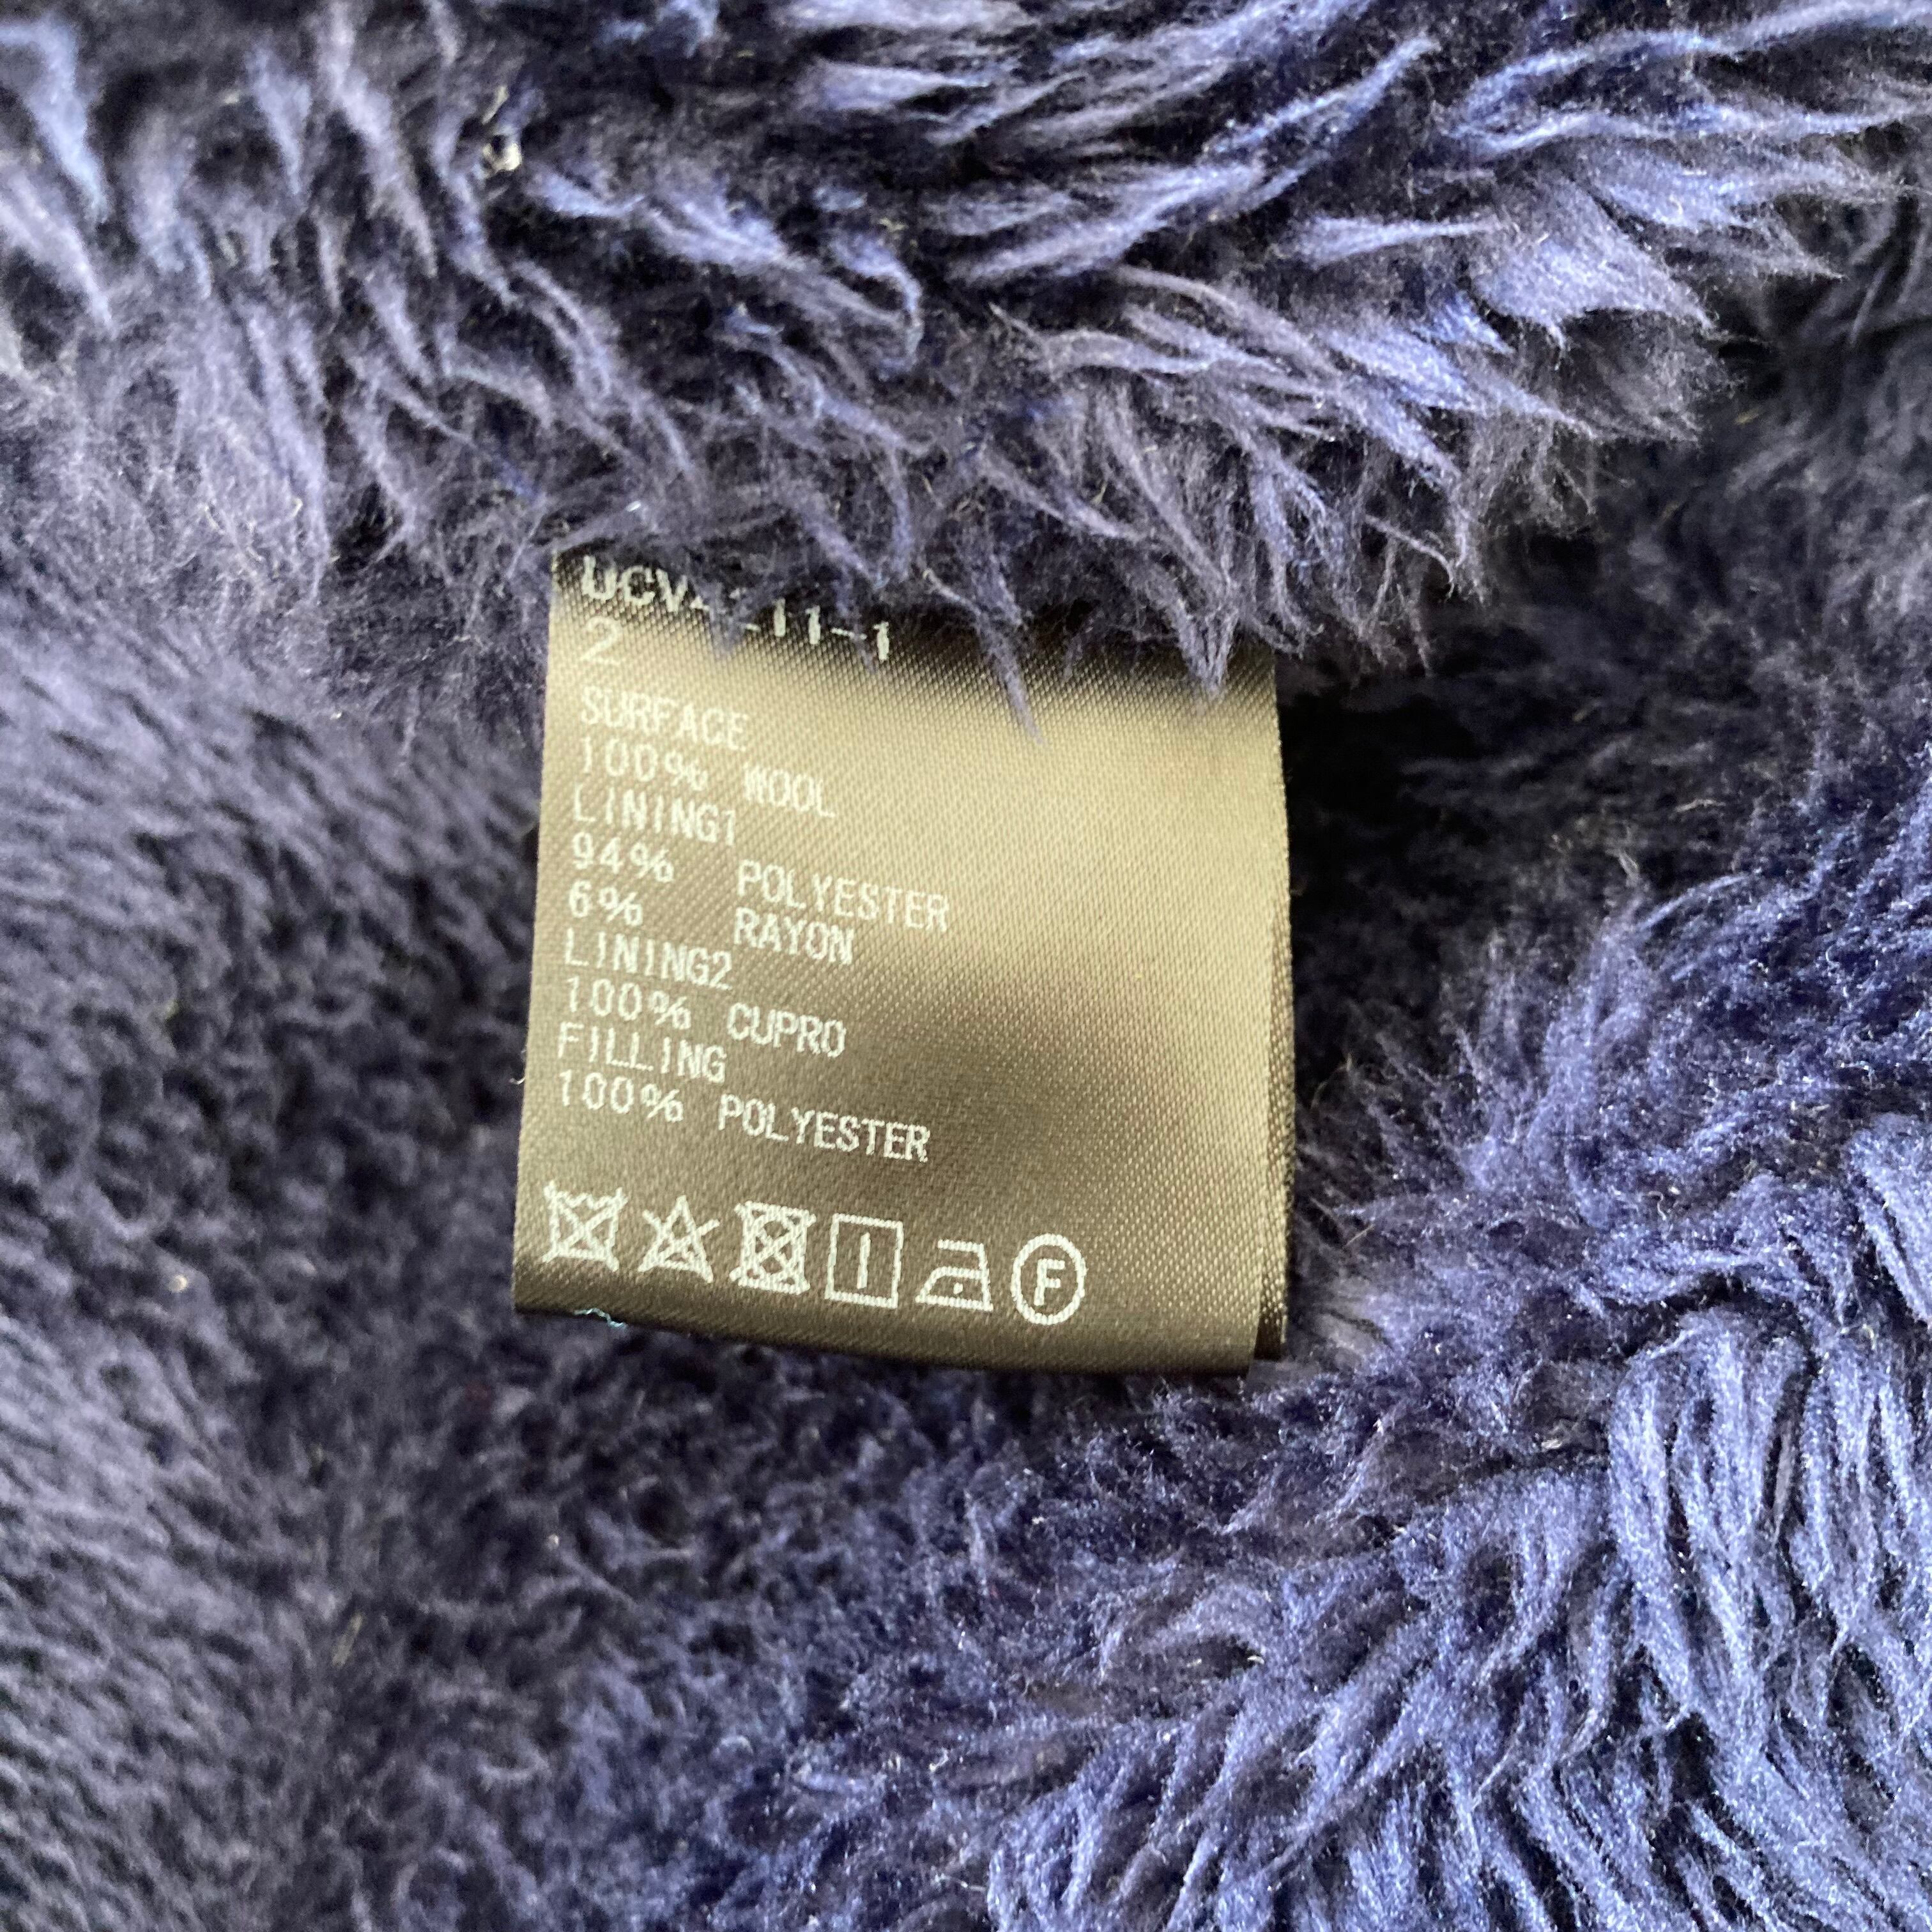 2
SURFACE
100% WOOL
LINING1
94% POLYESTER
6% RAYON
LINING2
100% CUPRO
FILLING
100% POLYESTER
F